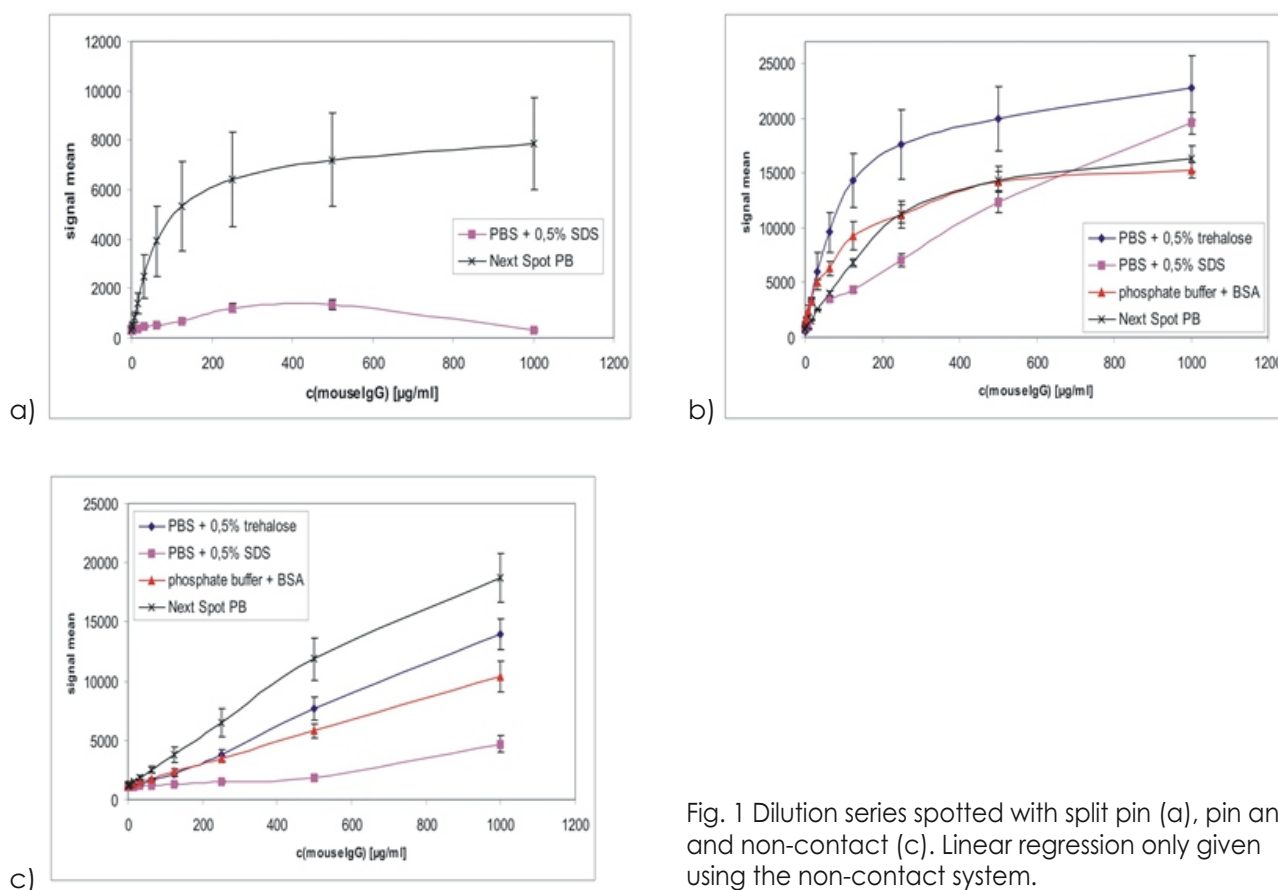 12000
10000
8000
6000
4000
2000
0
signal mean
PBS + 0,5% SDS
Next Spot PB
0 200 400 600 800 1000 1200
c(mouseIgG) [µg/ml]
a)
25000
20000
15000
10000
5000
0
signal mean
PBS + 0,5% trehalose
PBS + 0,5% SDS
phosphate buffer + BSA
Next Spot PB
0 200 400 600 800 1000
c(mouseIgG) [µg/ml]
b)
25000
20000
15000
10000
5000
0
signal mean
PBS + 0,5% trehalose
PBS + 0,5% SDS
phosphate buffer + BSA
Next Spot PB
0 200 400 600 800 1000 1200
c(mouseIgG) [µg/ml]
c)
Fig. 1 Dilution series spotted with split pin (a), pin an
and non-contact (c). Linear regression only given
using the non-contact system.